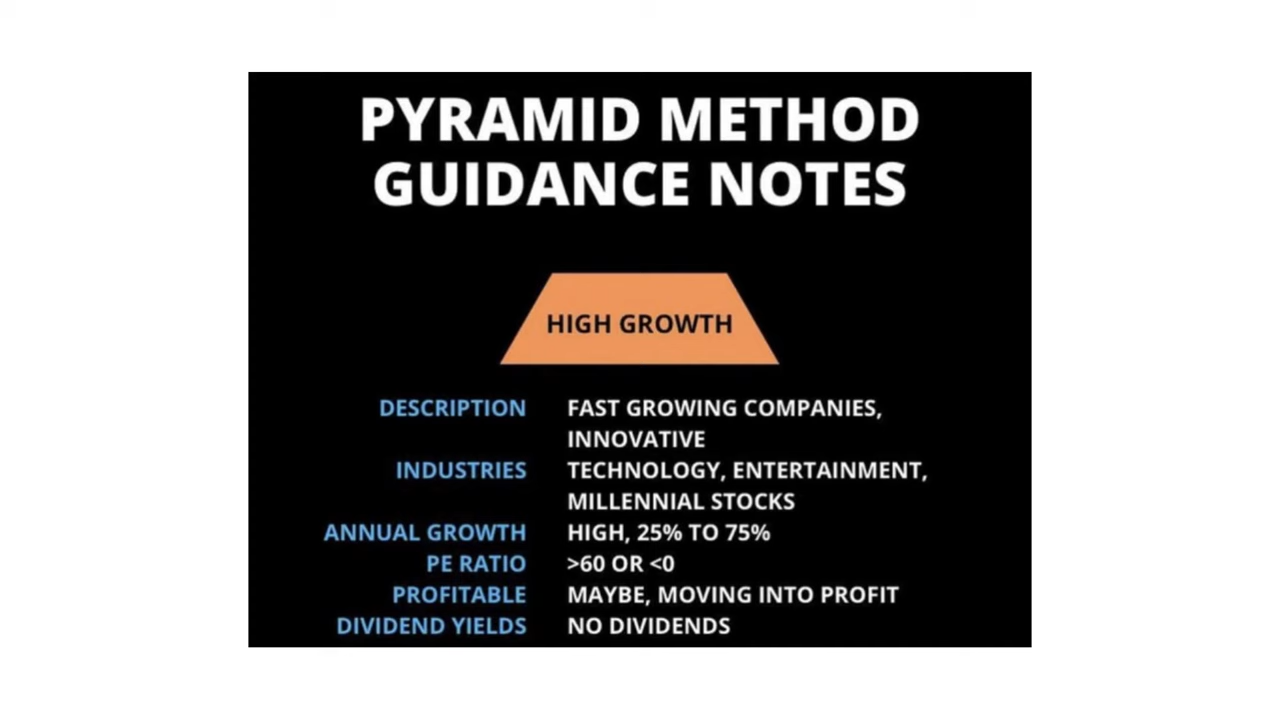 PYRAMID METHOD
GUIDANCE NOTES
HIGH GROWTH
DESCRIPTION FAST GROWING COMPANIES,
INNOVATIVE
INDUSTRIES TECHNOLOGY, ENTERTAINMENT,
MILLENNIAL STOCKS
ANNUAL GROWTH HIGH, 25% TO 75%
PE RATIO >60 OR <0
PROFITABLE MAYBE, MOVING INTO PROFIT
DIVIDEND YIELDS NO DIVIDENDS